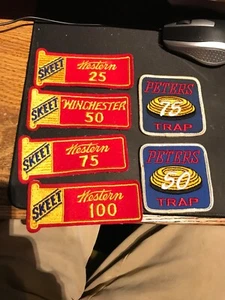 SKEET
Western
25
SKEET
WINCHESTER
50
SKEET
Western
75
SKEET
Western
100
PETERS
75
TRAP
PETERS
50
TRAP